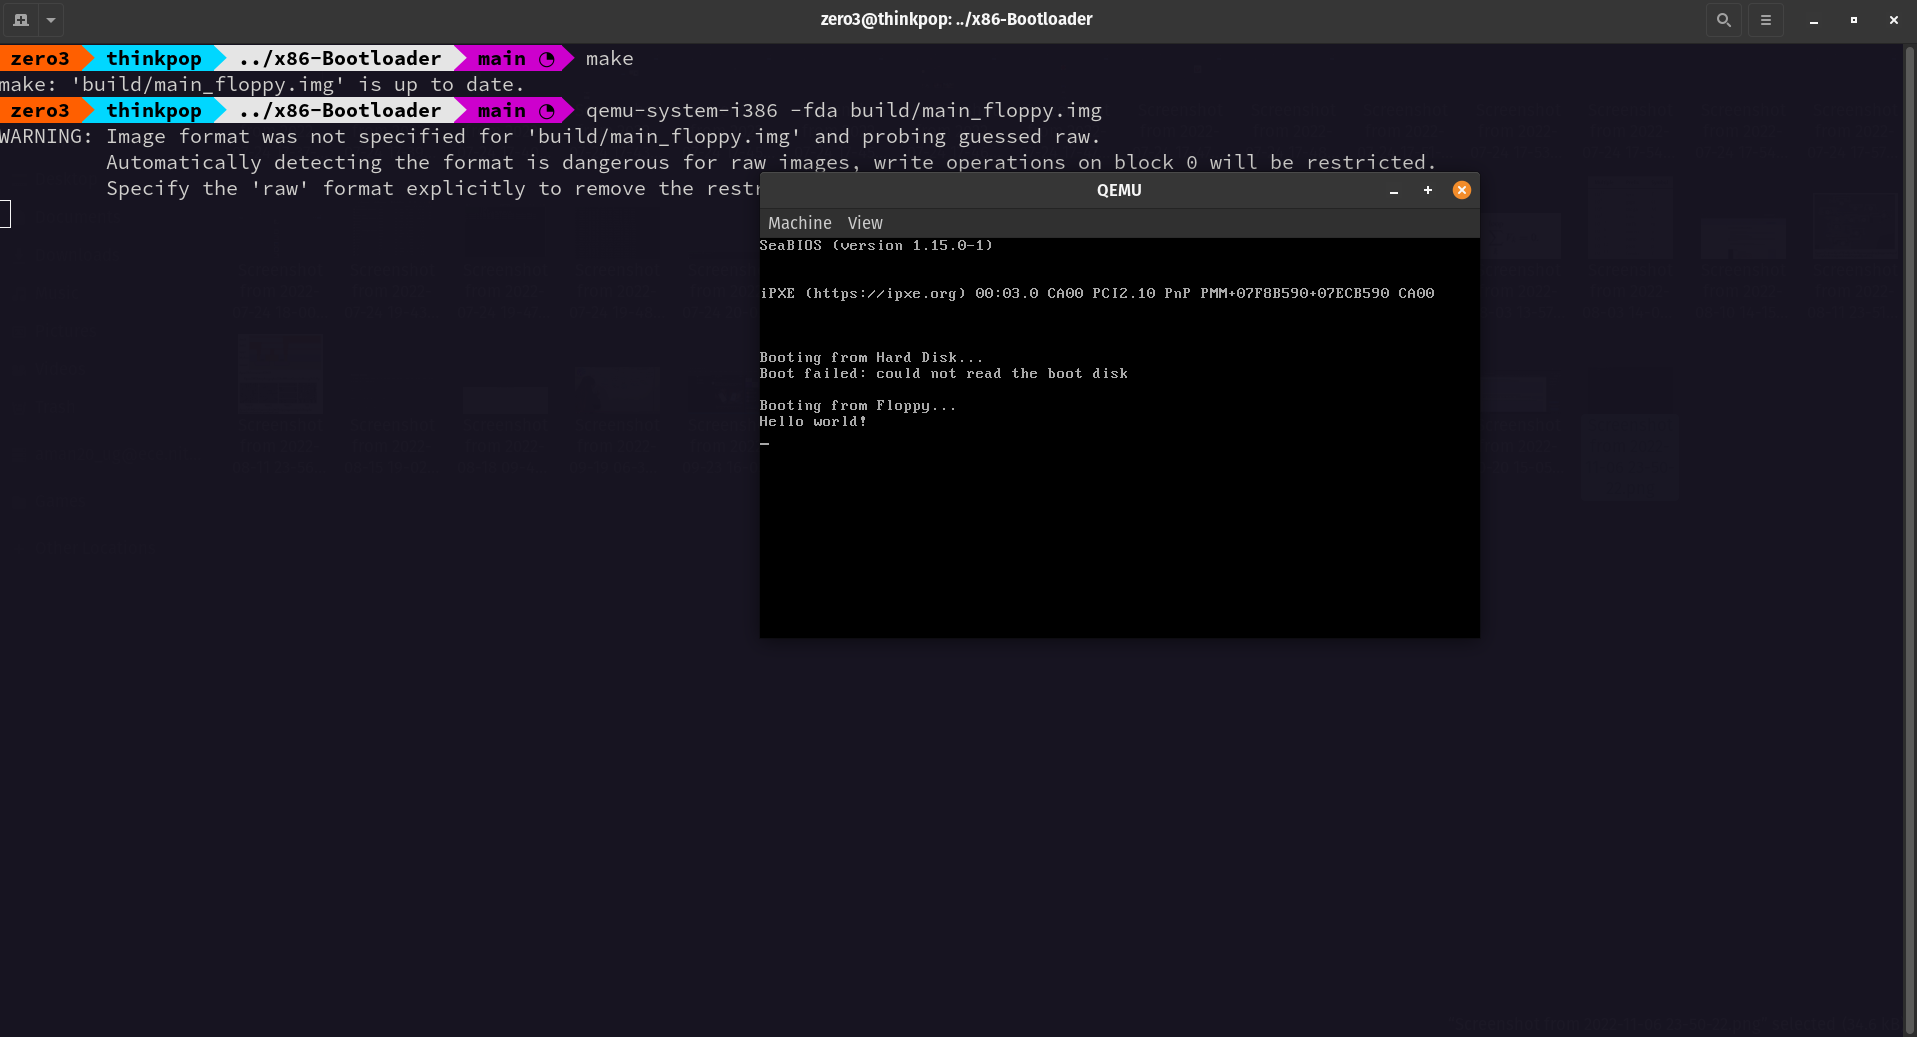 zero3@thinkpop: ../x86-Bootloader
zero3 thinkpop ../x86-Bootloader main make
make: 'build/main_floppy.img' is up to date.
zero3 thinkpop ../x86-Bootloader main qemu-system-i386 -fda build/main_floppy.img
WARNING: Image format was not specified for 'build/main_floppy.img' and probing guessed raw.
Automatically detecting the format is dangerous for raw images, write operations on block 0 will be restricted.
Specify the 'raw' format explicitly to remove the restr
QEMU
Machine View
SeaBIOS (version 1.15.0-1)
iPXE (https://ipxe.org) 00:03.0 CA00 PCI2.10 PnP PMM+07F8B590+07ECB590 CA00
Booting from Hard Disk...
Boot failed: could not read the boot disk
Booting from Floppy...
Hello world!